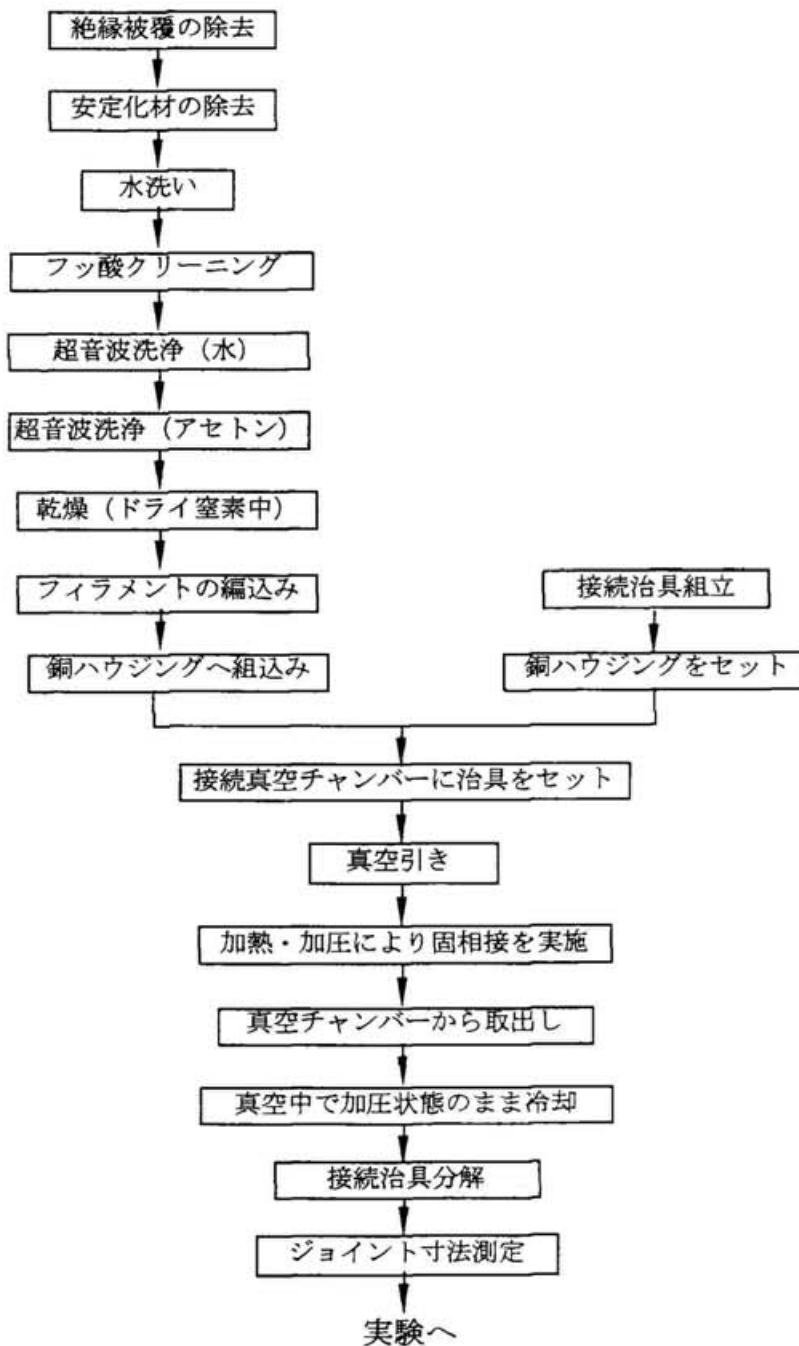 絶縁被覆の除去
安定化材の除去
水洗い
フッ酸クリーニング
超音波洗浄（水）
超音波洗浄（アセトン）
乾燥（ドライ窒素中）
フィラメントの編込み
銅ハウジングへ組込み
接続治具組立
銅ハウジングをセット
接続真空チャンバーに治具をセット
真空引き
加熱・加圧により固相接を実施
真空チャンバーから取出し
真空中で加圧状態のまま冷却
接続治具分解
ジョイント寸法測定
実験へ